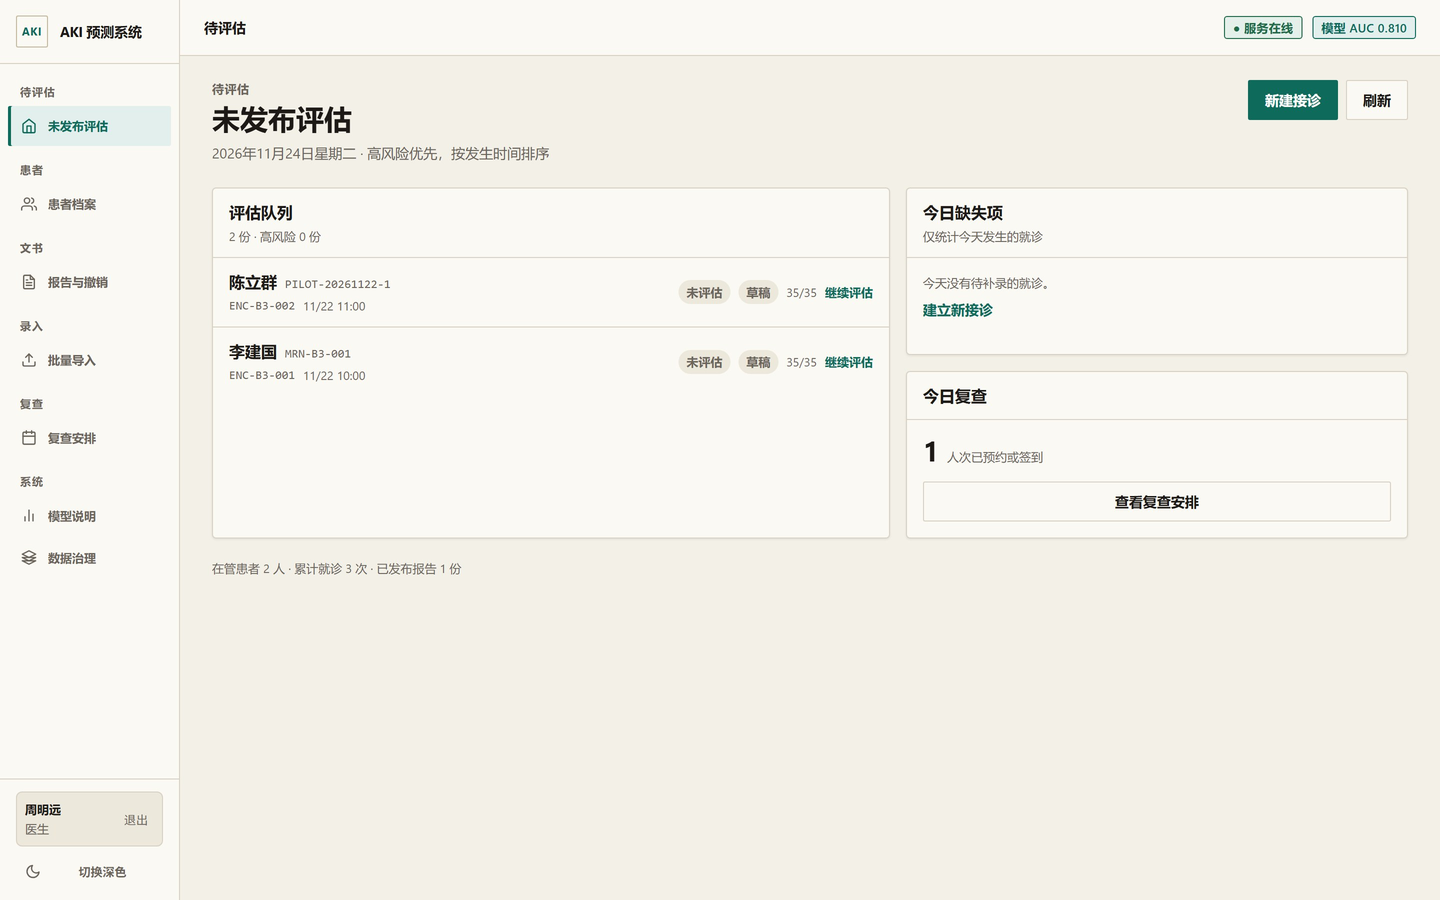 AKI
AKI 预测系统
待评估
未发布评估
患者
患者档案
文书
报告与撤销
录入
批量导入
复查
复查安排
系统
模型说明
数据治理
周明远
医生
退出
切换深色
待评估
服务在线
模型 AUC 0.810
待评估
未发布评估
2026年11月24日星期二 · 高风险优先，按发生时间排序
新建接诊
刷新
评估队列
2 份 · 高风险 0 份
陈立群 PILOT-20261122-1
ENC-B3-002 11/22 11:00
未评估 草稿 35/35 继续评估
李建国 MRN-B3-001
ENC-B3-001 11/22 10:00
未评估 草稿 35/35 继续评估
今日缺失项
仅统计今天发生的就诊
今天没有待补录的就诊。
建立新接诊
今日复查
1 人次已预约或签到
查看复查安排
在管患者 2 人 · 累计就诊 3 次 · 已发布报告 1 份